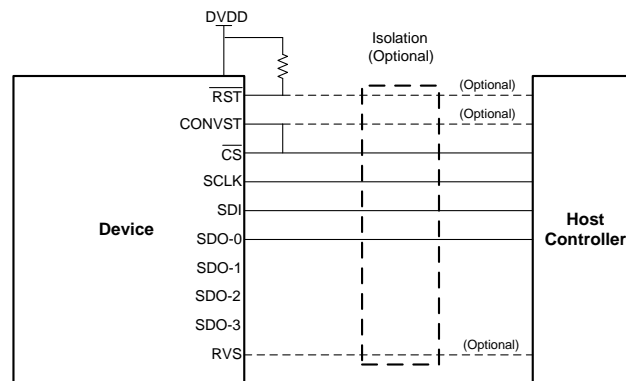 DVDD
Isolation
(Optional)
RST
(Optional)
CONVST
(Optional)
CS
SCLK
SDI
Device
SDO-0
Host
Controller
SDO-1
SDO-2
SDO-3
RVS
(Optional)